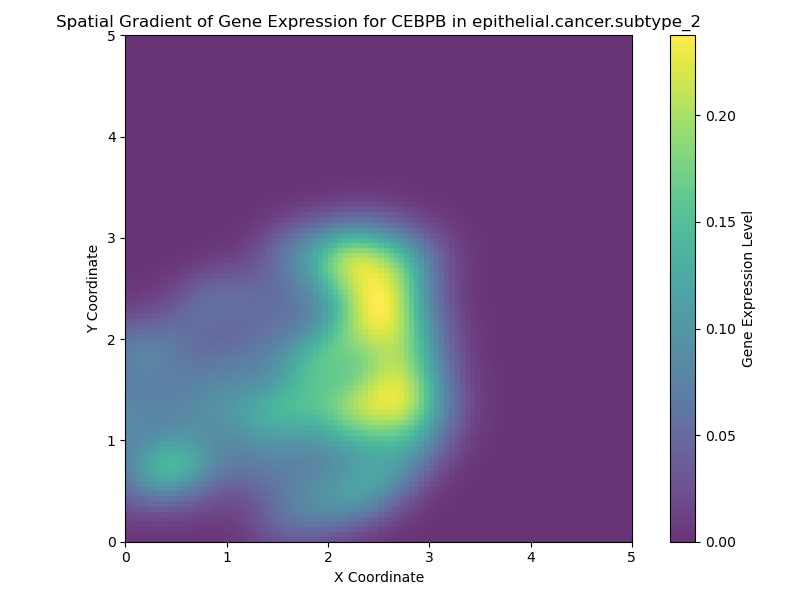 Spatial Gradient of Gene Expression for CEBPB in epithelial.cancer.subtype_2
5
4
3
2
1
0
0 1 2 3 4 5
X Coordinate
Y Coordinate
0.20
0.15
0.10
0.05
0.00
Gene Expression Level